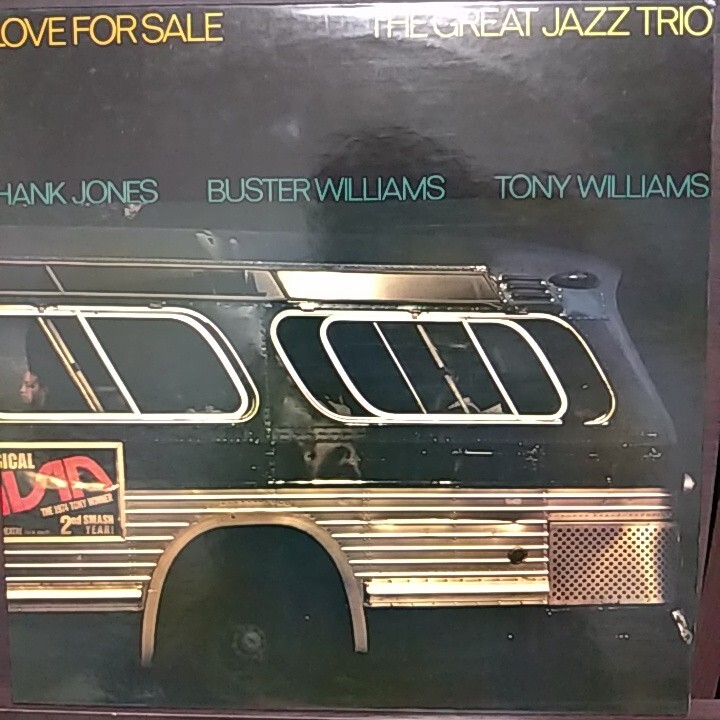 LOVE FOR SALE THE GREAT JAZZ TRIO
HANK JONES BUSTER WILLIAMS TONY WILLIAMS
SICAL
THE 1974 TONY WINNER
2nd SMASH
YEAR!